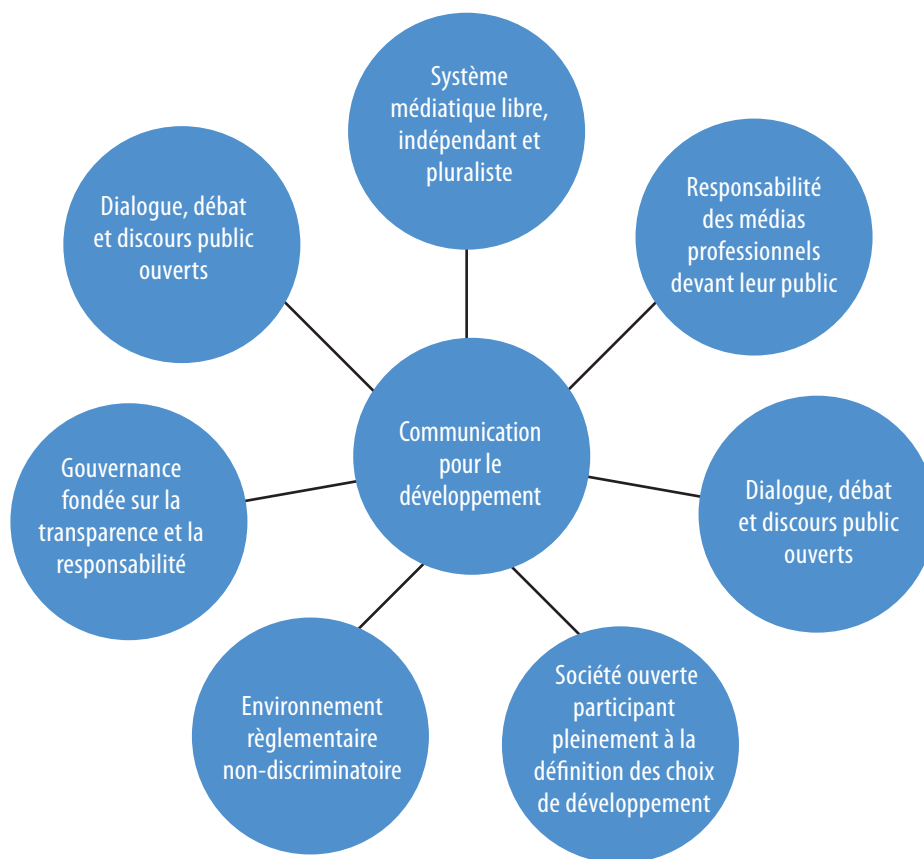 Système
médiatique libre,
indépendant et
pluraliste
Responsabilité
des médias
professionnels
devant leur public
Dialogue, débat
et discours public
ouverts
Communication
pour le
développement
Gouvernance
fondée sur la
transparence et la
responsabilité
Dialogue, débat
et discours public
ouverts
Environnement
règlementaire
non-discriminatoire
Société ouverte
participant
pleinement à la
définition des choix
de développement